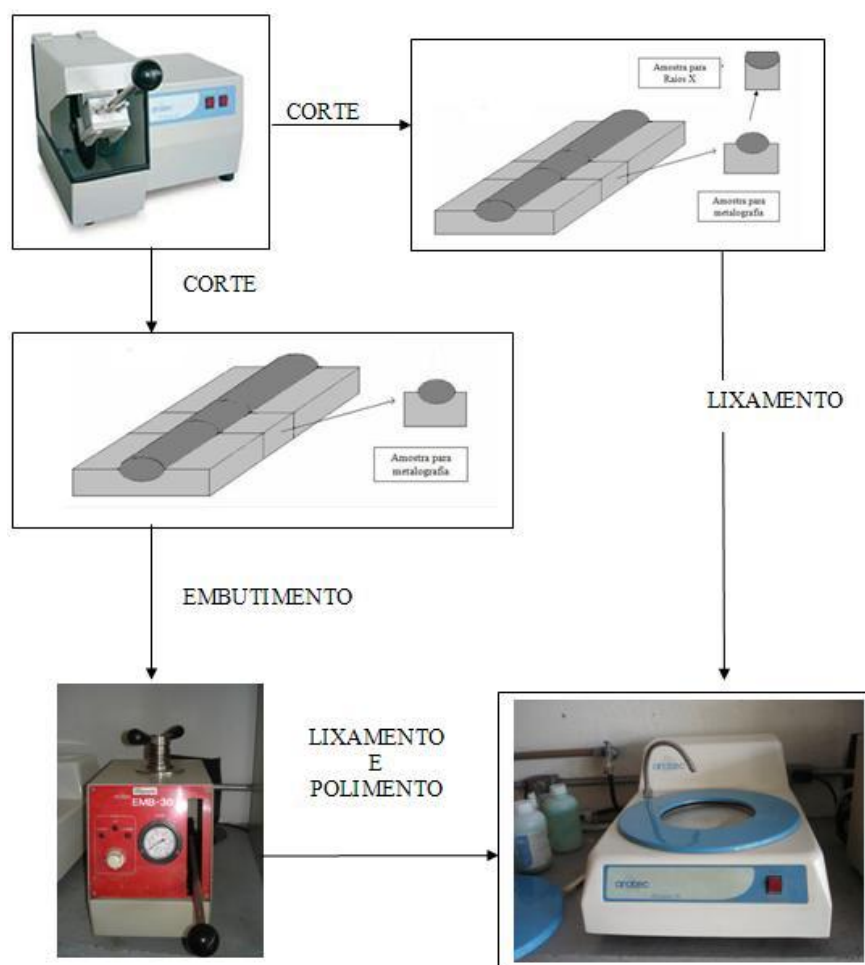 CORTE
Amostra para
Raios X
Amostra para
metalografia
CORTE
Amostra para
metalografia
LIXAMENTO
EMBUTIMENTO
LIXAMENTO
E
POLIMENTO
EMB-30
arotec
arotec